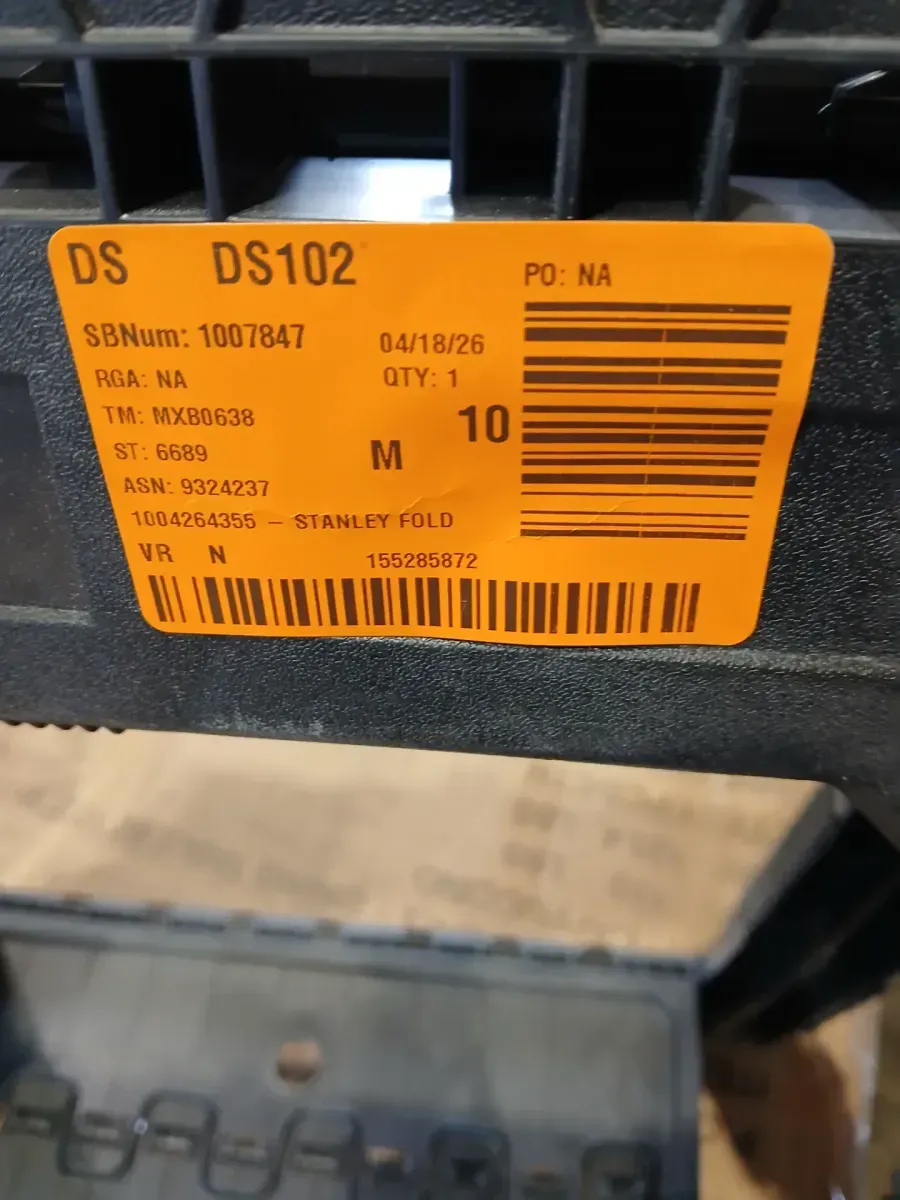 DS DS102
PO: NA
SBNum: 1007847
04/18/26
RGA: NA
QTY: 1
TM: MXB0638
10
ST: 6689
M
ASN: 9324237
1004264355 - STANLEY FOLD
VR N
155285872